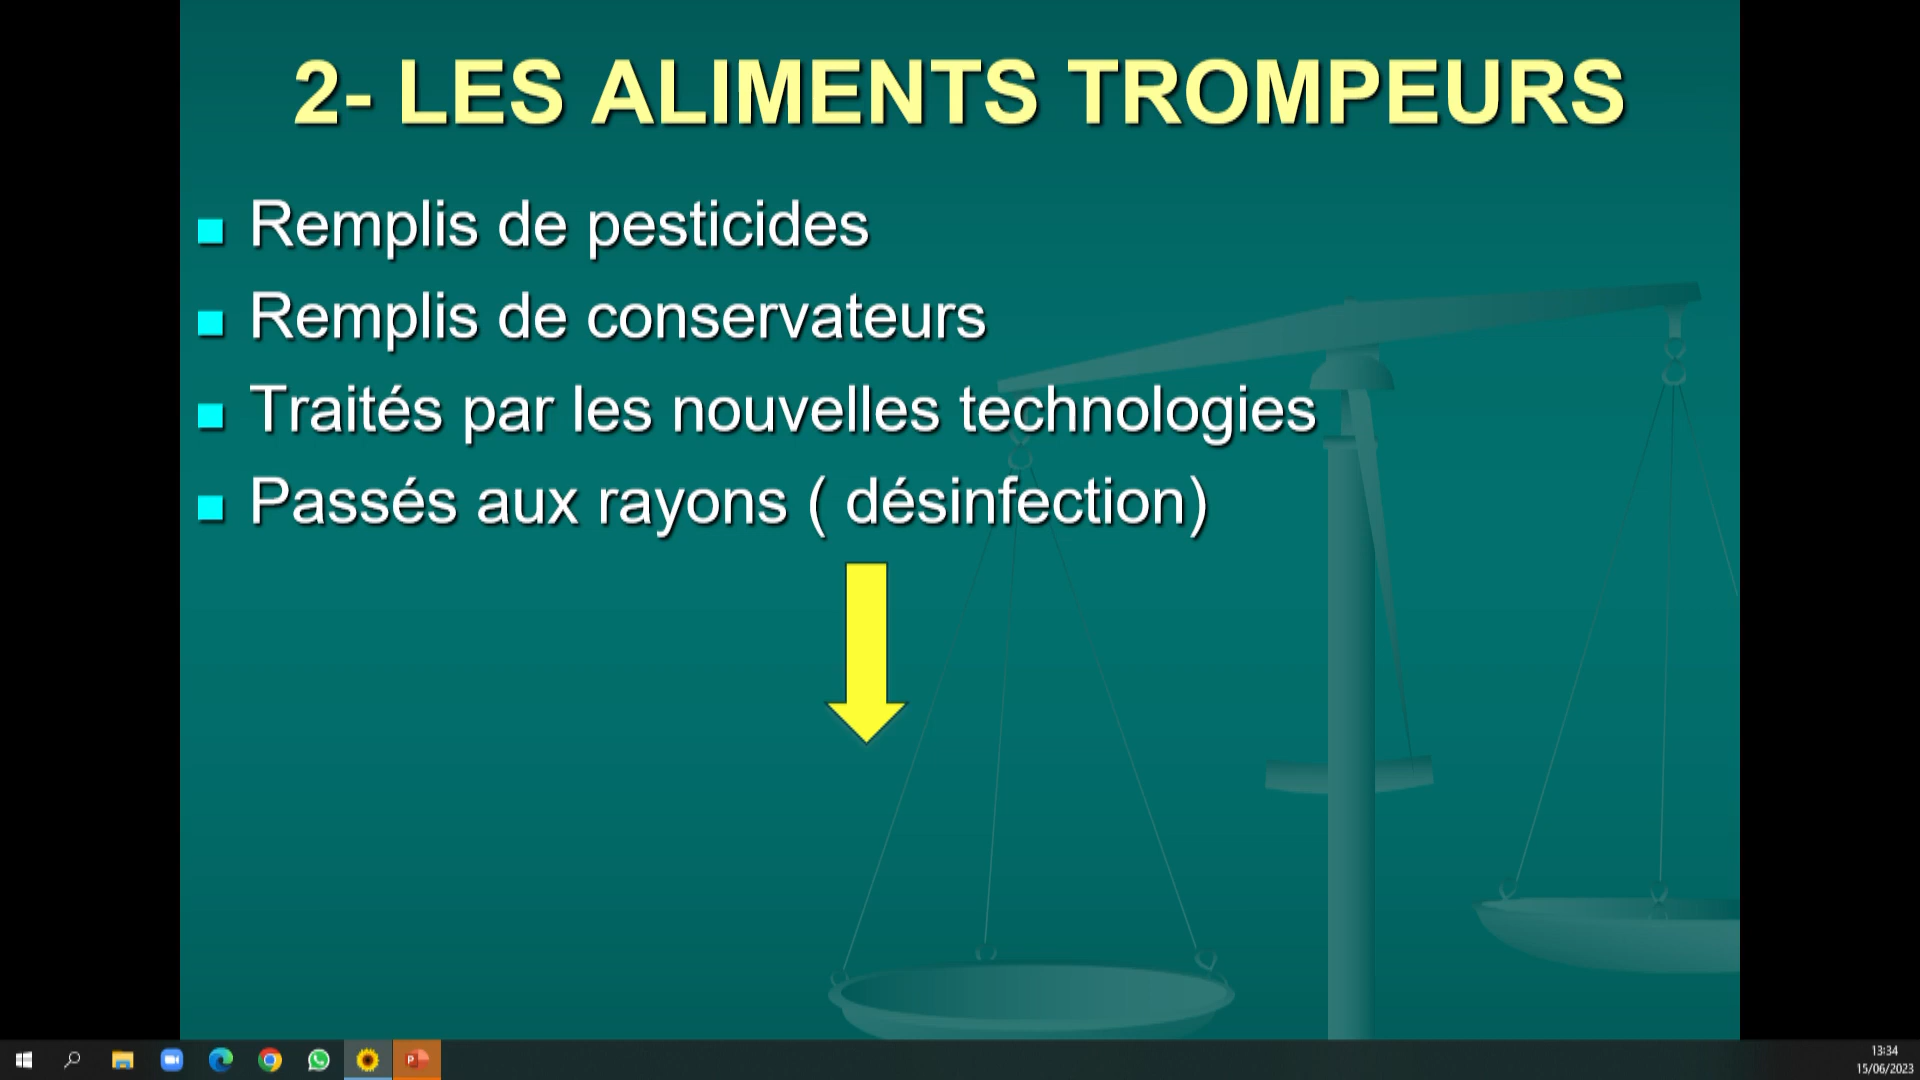 2- LES ALIMENTS TROMPEURS
Remplis de pesticides
Remplis de conservateurs
Traités par les nouvelles technologies
Passés aux rayons ( désinfection)
13:34
15/06/2023